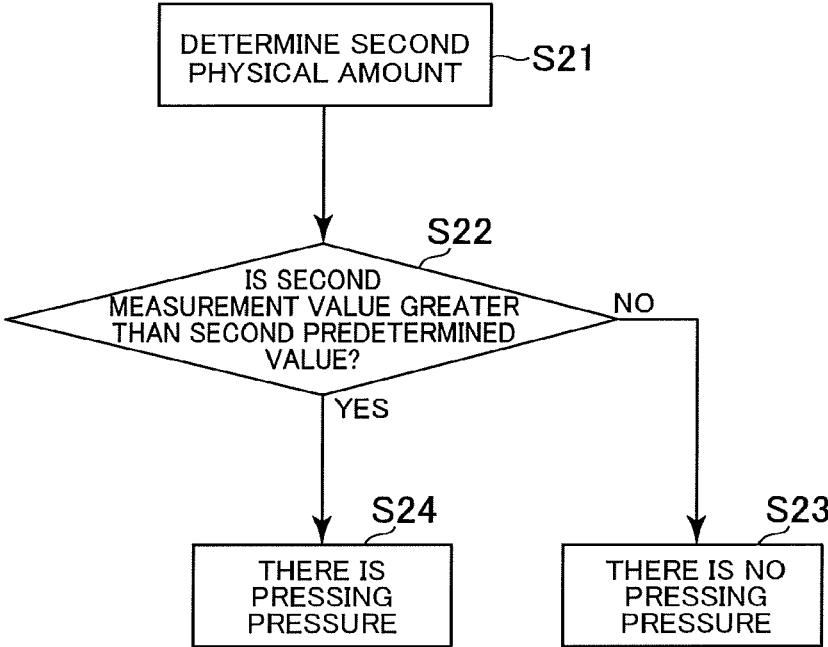 DETERMINE SECOND
PHYSICAL AMOUNT
S21
S22
IS SECOND
MEASUREMENT VALUE GREATER
THAN SECOND PREDETERMINED
VALUE?
NO
YES
S24
THERE IS
PRESSING
PRESSURE
S23
THERE IS NO
PRESSING
PRESSURE